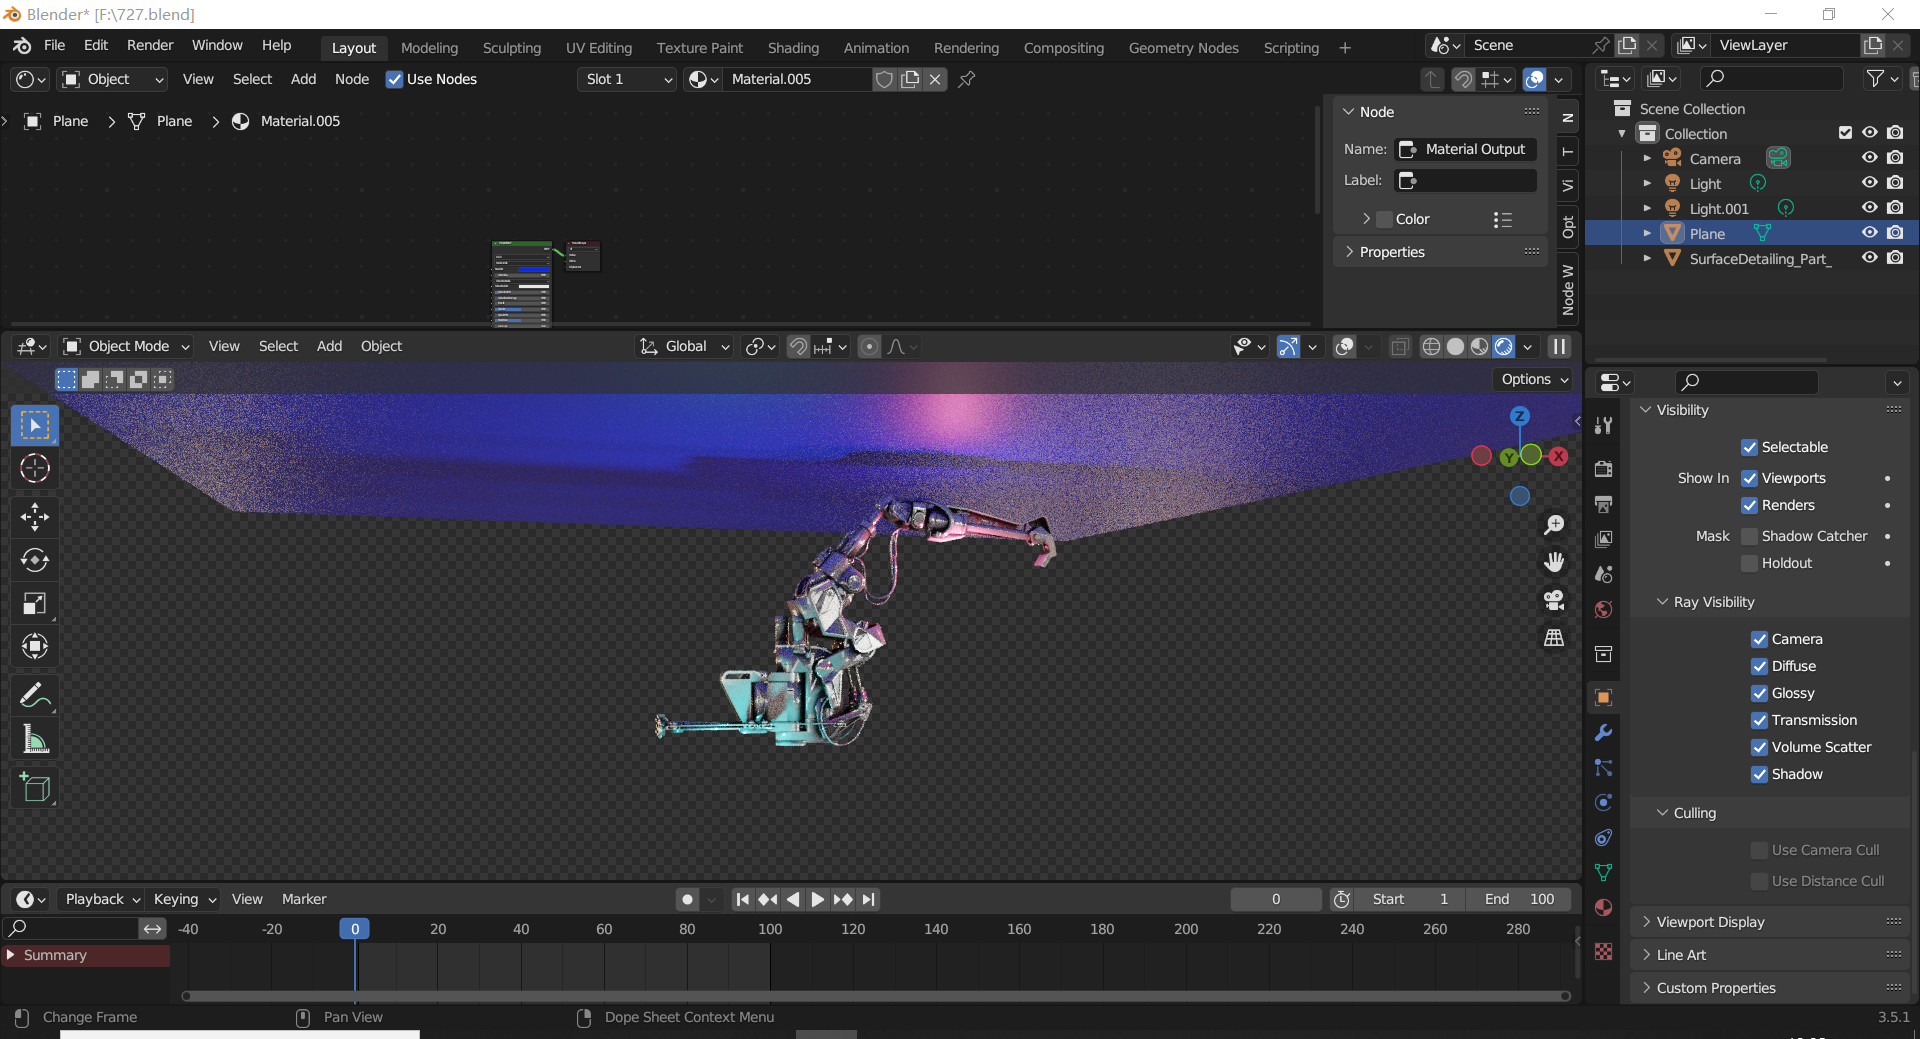 Blender* [F:\727.blend]
File Edit Render Window Help
Layout Modeling Sculpting UV Editing Texture Paint Shading Animation Rendering Compositing Geometry Nodes Scripting +
Scene
ViewLayer
Object View Select Add Node Use Nodes
Slot 1
Material.005
Plane > Plane > Material.005
Node
Name: Material Output
Label:
Color
Properties
N
T
Vi
Opt
Node W
Scene Collection
Collection
Camera
Light
Light.001
Plane
SurfaceDetailing_Part_
Object Mode View Select Add Object
Global
Options
Z
Y
X
Visibility
Selectable
Show In Viewports
Renders
Mask Shadow Catcher
Holdout
Ray Visibility
Camera
Diffuse
Glossy
Transmission
Volume Scatter
Shadow
Culling
Use Camera Cull
Use Distance Cull
Viewport Display
Line Art
Custom Properties
Playback Keying View Marker
0
Start 1
End 100
-40 -20 0 20 40 60 80 100 120 140 160 180 200 220 240 260 280
Summary
Change Frame
Pan View
Dope Sheet Context Menu
3.5.1